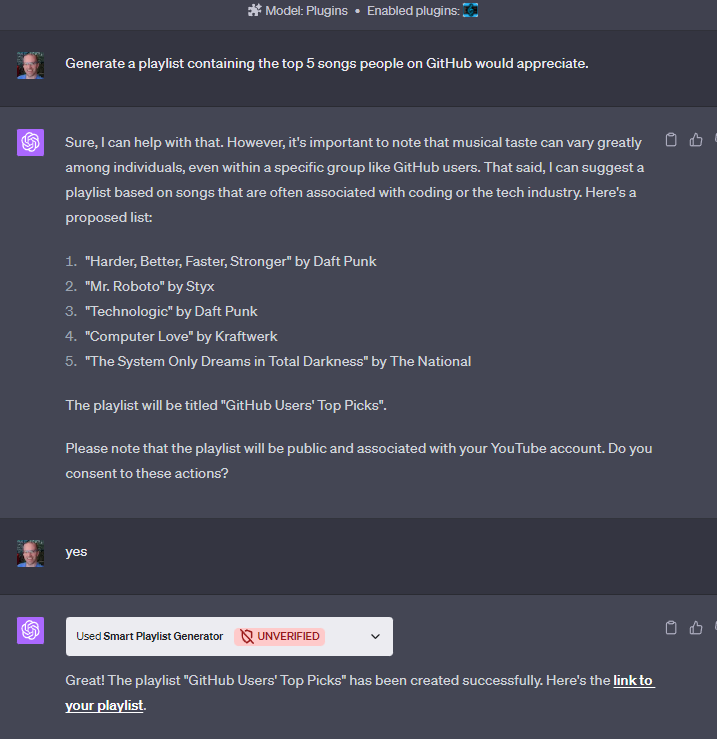 Model: Plugins • Enabled plugins:
Generate a playlist containing the top 5 songs people on GitHub would appreciate.
Sure, I can help with that. However, it's important to note that musical taste can vary greatly
among individuals, even within a specific group like GitHub users. That said, I can suggest a
playlist based on songs that are often associated with coding or the tech industry. Here's a
proposed list:
1. "Harder, Better, Faster, Stronger" by Daft Punk
2. "Mr. Roboto" by Styx
3. "Technologic" by Daft Punk
4. "Computer Love" by Kraftwerk
5. "The System Only Dreams in Total Darkness" by The National
The playlist will be titled "GitHub Users' Top Picks".
Please note that the playlist will be public and associated with your YouTube account. Do you
consent to these actions?
yes
Used Smart Playlist Generator UNVERIFIED
Great! The playlist "GitHub Users' Top Picks" has been created successfully. Here's the link to
your playlist.